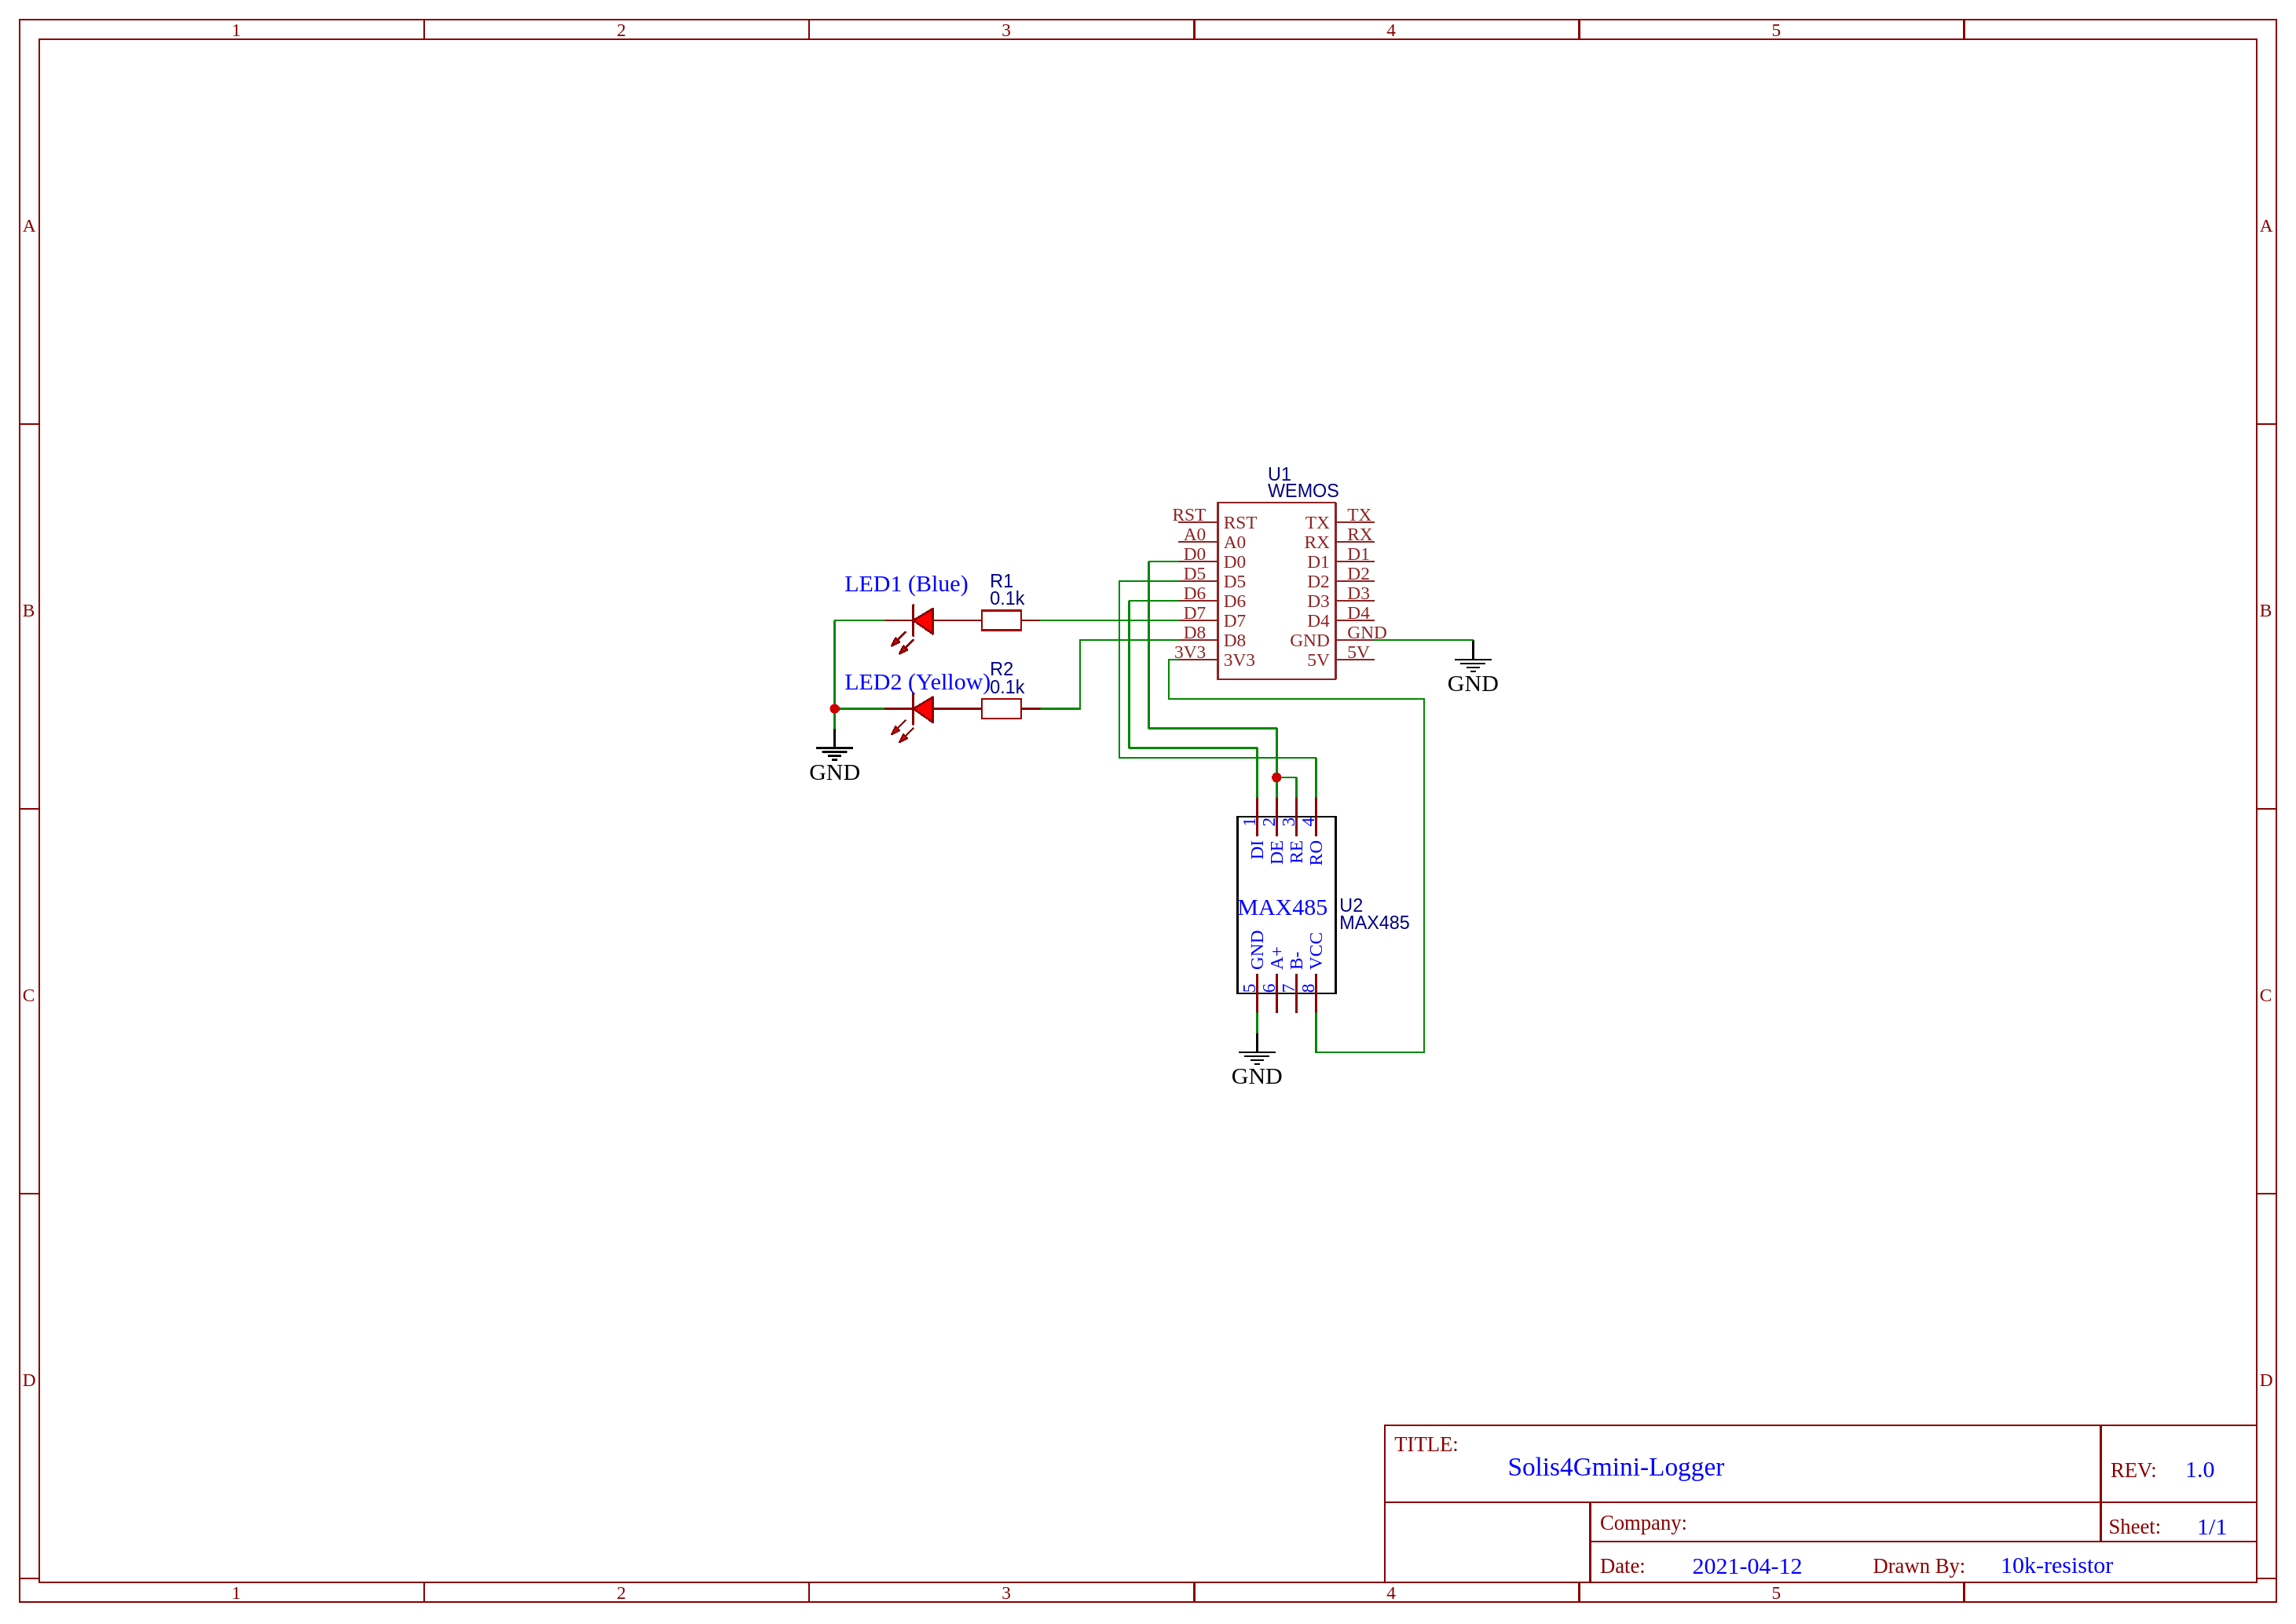 1 2 3 4 5
A A
B B
C C
D D
U1
WEMOS
RST RST TX TX
A0 A0 RX RX
D0 D0 D1 D1
D5 D5 D2 D2
D6 D6 D3 D3
D7 D7 D4 D4
D8 D8 GND GND
3V3 3V3 5V 5V
GND
LED1 (Blue)
R1
0.1k
LED2 (Yellow)
R2
0.1k
GND
1 2 3 4
DI DE RE RO
MAX485
U2
MAX485
GND A+ B- VCC
5 6 7 8
GND
TITLE:
Solis4Gmini-Logger
REV: 1.0
Company:
Sheet: 1/1
Date: 2021-04-12 Drawn By: 10k-resistor
1 2 3 4 5